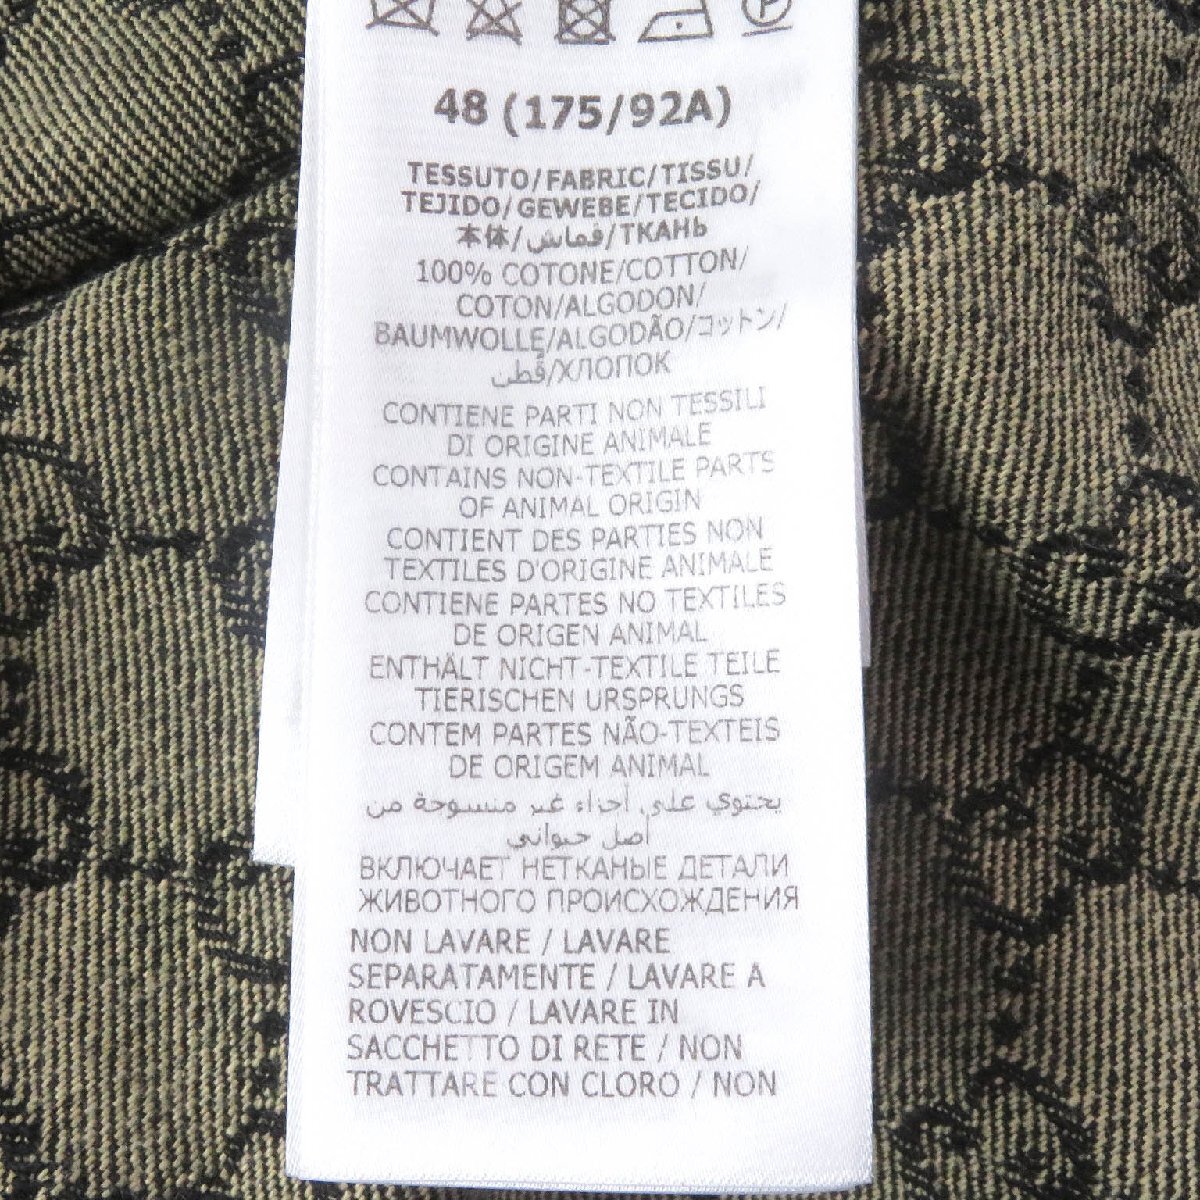 P
48 (175/92A)
TESSUTO/FABRIC/TISSU/
TEJIDO/GEWEBE/TECIDO/
本体/قماش/ТКАНЬ
100% COTONE/COTTON/
COTON/ALGODON/
BAUMWOLLE/ALGODÃO/コットン/
قطن/ХЛОПОК
CONTIENE PARTI NON TESSILI
DI ORIGINE ANIMALE
CONTAINS NON-TEXTILE PARTS
OF ANIMAL ORIGIN
CONTIENT DES PARTIES NON
TEXTILES D'ORIGINE ANIMALE
CONTIENE PARTES NO TEXTILES
DE ORIGEN ANIMAL
ENTHÄLT NICHT-TEXTILE TEILE
TIERISCHEN URSPRUNGS
CONTEM PARTES NÃO-TEXTEIS
DE ORIGEM ANIMAL
يحتوي على أجزاء غير منسوجة من
أصل حيواني
ВКЛЮЧАЕТ НЕТКАНЫЕ ДЕТАЛИ
ЖИВОТНОГО ПРОИСХОЖДЕНИЯ
NON LAVARE / LAVARE
SEPARATAMENTE / LAVARE A
ROVESCIO / LAVARE IN
SACCHETTO DI RETE / NON
TRATTARE CON CLORO / NON